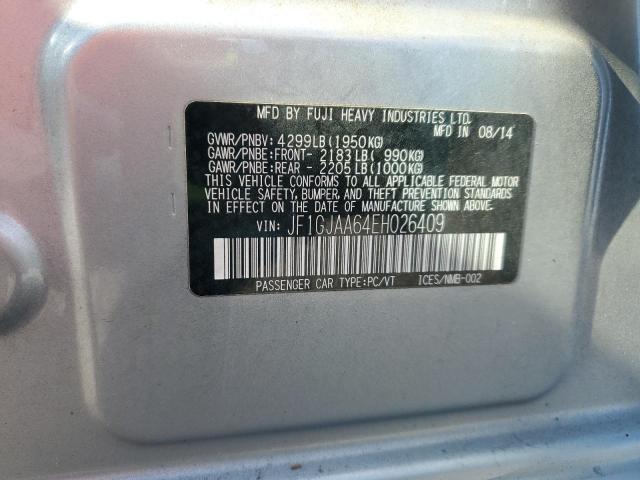 MFD BY FUJI HEAVY INDUSTRIES LTD.
MFD IN 08/14
GVWR/PNBV: 4299LB(1950KG)
GAWR/PNBE:FRONT- 2183LB( 990KG)
GAWR/PNBE:REAR - 2205LB(1000KG)
THIS VEHICLE CONFORMS TO ALL APPLICABLE FEDERAL MOTOR
VEHICLE SAFETY, BUMPER, AND THEFT PREVENTION STANDARDS
IN EFFECT ON THE DATE OF MANUFACTURE SHOWN ABOVE.
VIN: JF1GJAA64EH026409
PASSENGER CAR TYPE:PC/VT ICES/NMB-002